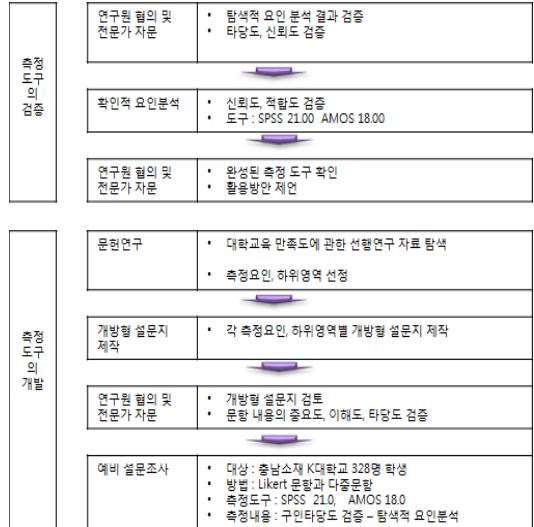 측정
도구
의
검증
연구원 협의 및
전문가 자문
• 탐색적 요인 분석 결과 검증
• 타당도, 신뢰도 검증
확인적 요인분석
• 신뢰도, 적합도 검증
• 도구 : SPSS 21.00 AMOS 18.00
연구원 협의 및
전문가 자문
• 완성된 측정 도구 확인
• 활용방안 제언
측정
도구
의
개발
문헌연구
• 대학교육 만족도에 관한 선행연구 자료 탐색
• 측정요인, 하위영역 선정
개방형 설문지
제작
• 각 측정요인, 하위영역별 개방형 설문지 제작
연구원 협의 및
전문가 자문
• 개방형 설문지 검토
• 문항 내용의 중요도, 이해도, 타당도 검증
예비 설문조사
• 대상 : 충남소재 K대학교 328명 학생
• 방법 : Likert 문항과 다중문항
• 측정도구 : SPSS 21.0, AMOS 18.0
• 측정내용 : 구인타당도 검증 – 탐색적 요인분석